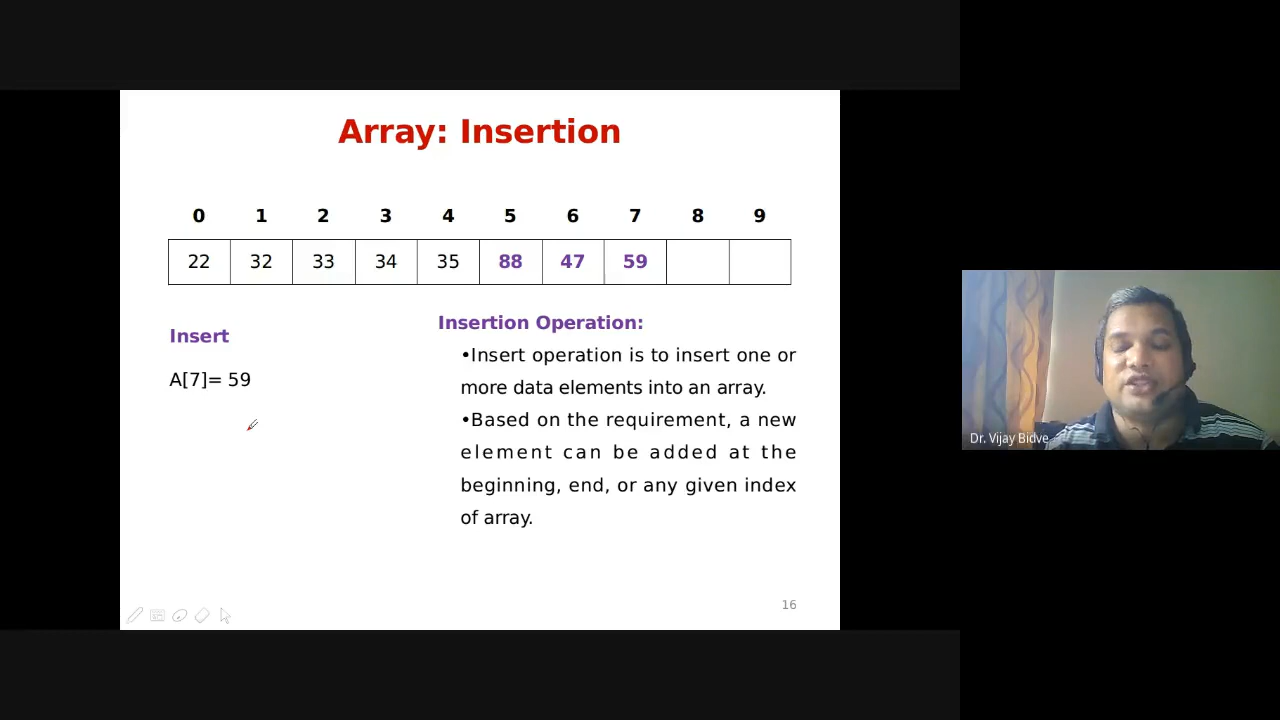 Array: Insertion
0 1 2 3 4 5 6 7 8 9
22 32 33 34 35 88 47 59
Insert
A[7]= 59
Insertion Operation:
•Insert operation is to insert one or
more data elements into an array.
•Based on the requirement, a new
element can be added at the
beginning, end, or any given index
of array.
16
Dr. Vijay Bidve